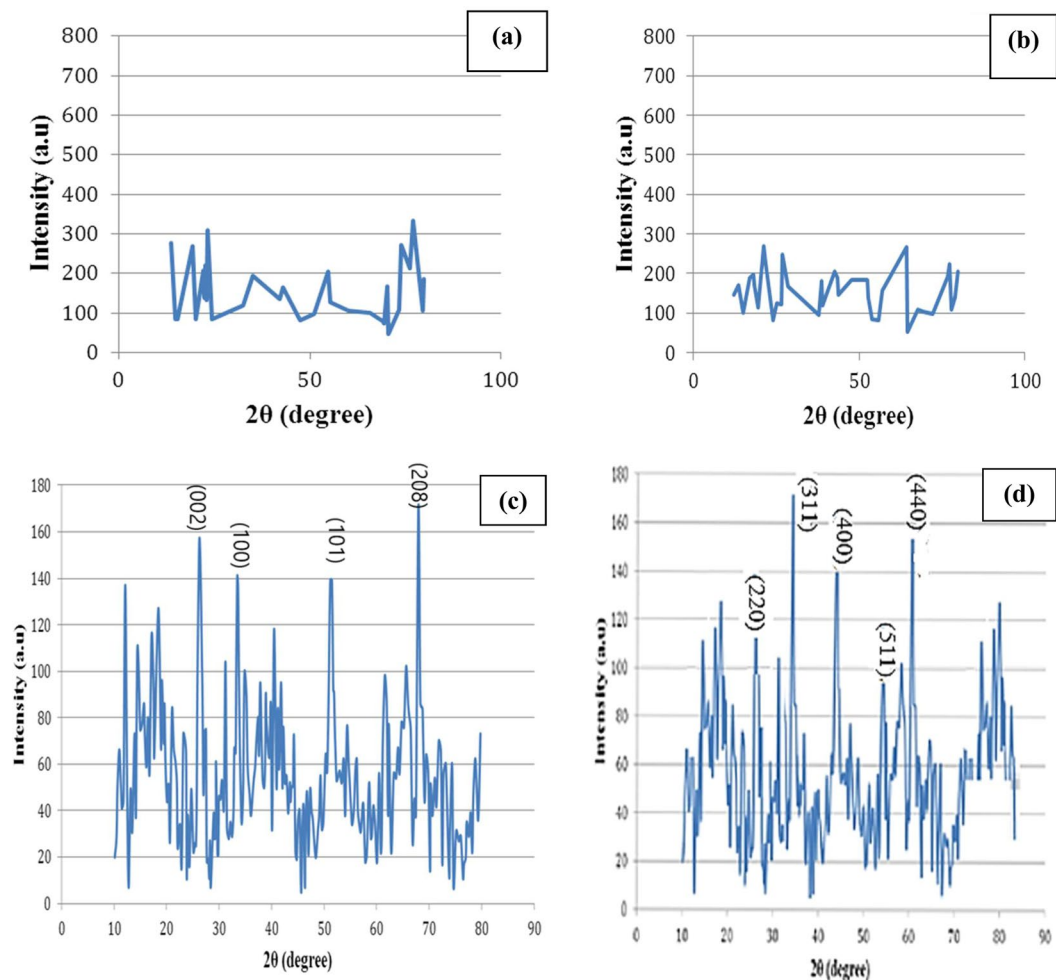 (a)
800
700
600
500
400
300
200
100
0
Intensity (a.u)
0 50 100
2θ (degree)
(b)
800
700
600
500
400
300
200
100
0
Intensity (a.u)
0 50 100
2θ (degree)
(c)
180
160
140
120
100
80
60
40
20
0
Intensity (a.u)
(002)
(100)
(101)
(208)
0 10 20 30 40 50 60 70 80 90
2θ (degree)
(d)
180
160
140
120
100
80
60
40
20
0
Intensity (a.u)
(220)
(311)
(400)
(511)
(440)
0 10 20 30 40 50 60 70 80 90
2θ (degree)